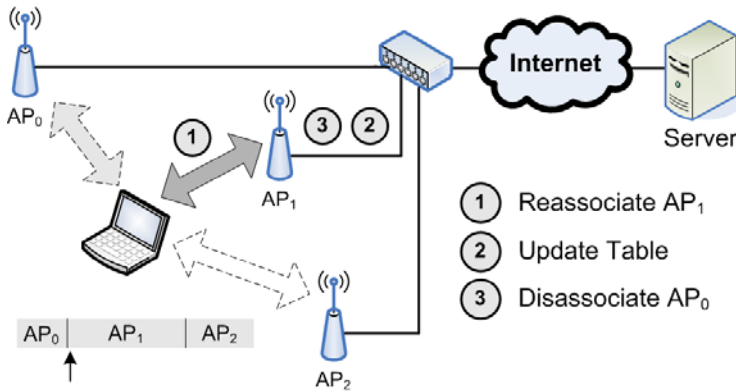 AP₀
Internet
Server
1
3
2
AP₁
1 Reassociate AP₁
2 Update Table
3 Disassociate AP₀
AP₀ AP₁ AP₂
AP₂